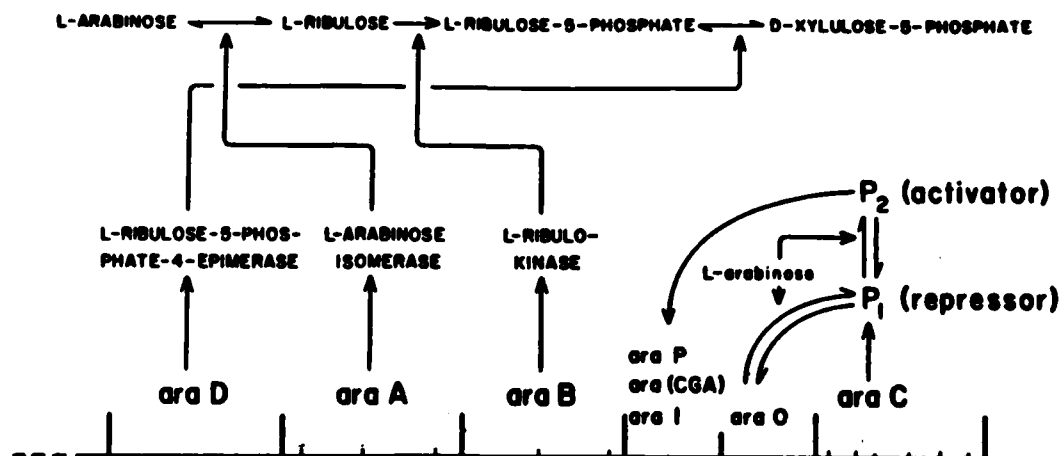 L-ARABINOSE L-RIBULOSE L-RIBULOSE-5-PHOSPHATE D-XYLULOSE-5-PHOSPHATE
P2 (activator)
L-RIBULOSE-5-PHOS-
PHATE-4-EPIMERASE
L-ARABINOSE
ISOMERASE
L-RIBULO-
KINASE
L-arabinose
P1 (repressor)
ara P
ara (CGA)
ara I
ara D ara A ara B ara O ara C